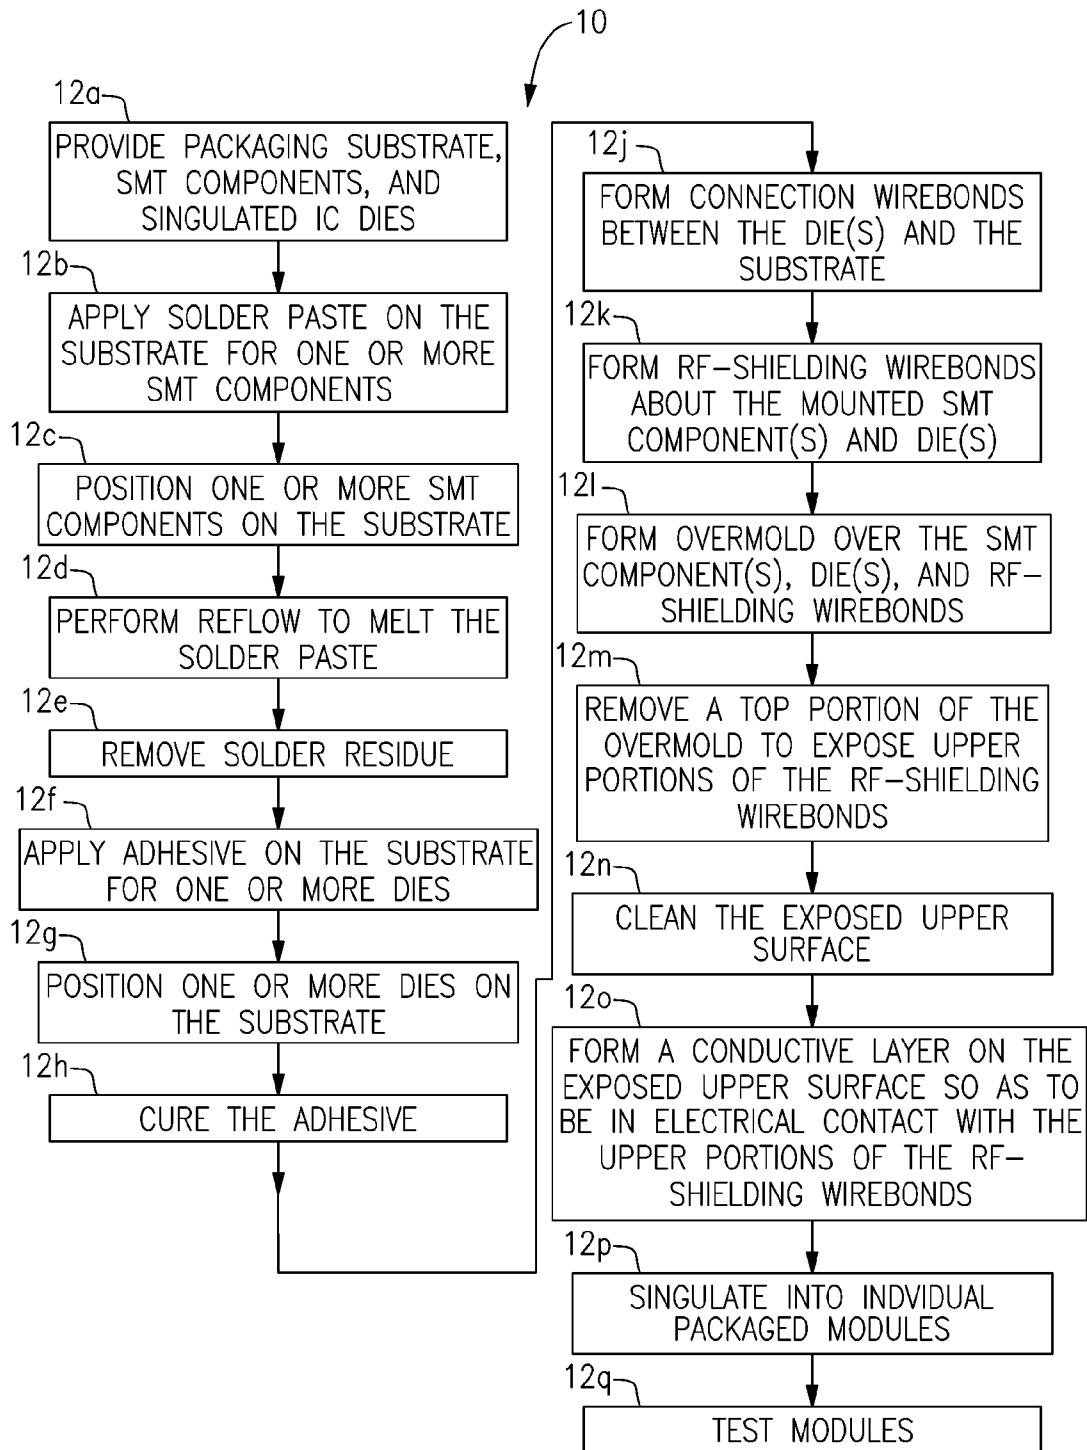 10
12a
PROVIDE PACKAGING SUBSTRATE,
SMT COMPONENTS, AND
SINGULATED IC DIES
12b
APPLY SOLDER PASTE ON THE
SUBSTRATE FOR ONE OR MORE
SMT COMPONENTS
12c
POSITION ONE OR MORE SMT
COMPONENTS ON THE SUBSTRATE
12d
PERFORM REFLOW TO MELT THE
SOLDER PASTE
12e
REMOVE SOLDER RESIDUE
12f
APPLY ADHESIVE ON THE SUBSTRATE
FOR ONE OR MORE DIES
12g
POSITION ONE OR MORE DIES ON
THE SUBSTRATE
12h
CURE THE ADHESIVE
12j
FORM CONNECTION WIREBONDS
BETWEEN THE DIE(S) AND THE
SUBSTRATE
12k
FORM RF-SHIELDING WIREBONDS
ABOUT THE MOUNTED SMT
COMPONENT(S) AND DIE(S)
12l
FORM OVERMOLD OVER THE SMT
COMPONENT(S), DIE(S), AND RF-
SHIELDING WIREBONDS
12m
REMOVE A TOP PORTION OF THE
OVERMOLD TO EXPOSE UPPER
PORTIONS OF THE RF-SHIELDING
WIREBONDS
12n
CLEAN THE EXPOSED UPPER
SURFACE
12o
FORM A CONDUCTIVE LAYER ON THE
EXPOSED UPPER SURFACE SO AS TO
BE IN ELECTRICAL CONTACT WITH THE
UPPER PORTIONS OF THE RF-
SHIELDING WIREBONDS
12p
SINGULATE INTO INDVIDUAL
PACKAGED MODULES
12q
TEST MODULES